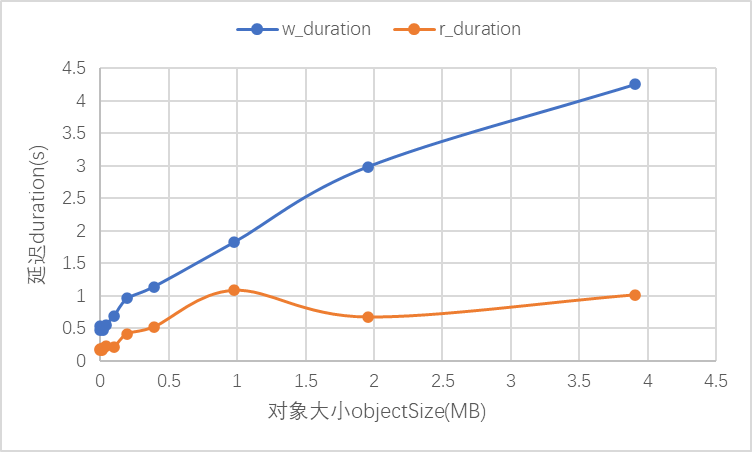 w_duration r_duration
4.5
4
3.5
3
2.5
2
1.5
1
0.5
0
延迟duration(s)
0 0.5 1 1.5 2 2.5 3 3.5 4 4.5
对象大小objectSize(MB)